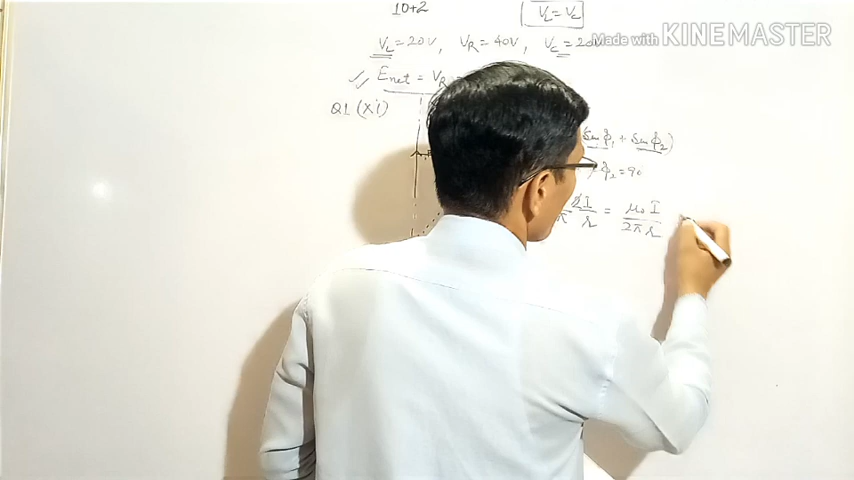 10+2
V_L = V_C
Made with KINEMASTER
V_L = 20V, V_R = 40V, V_C = 20V
E_net = V_R
Q1 (xi)
Sin φ₁ + Sin φ₂)
φ₂ = 90
2I/r = μ₀ I/2π r